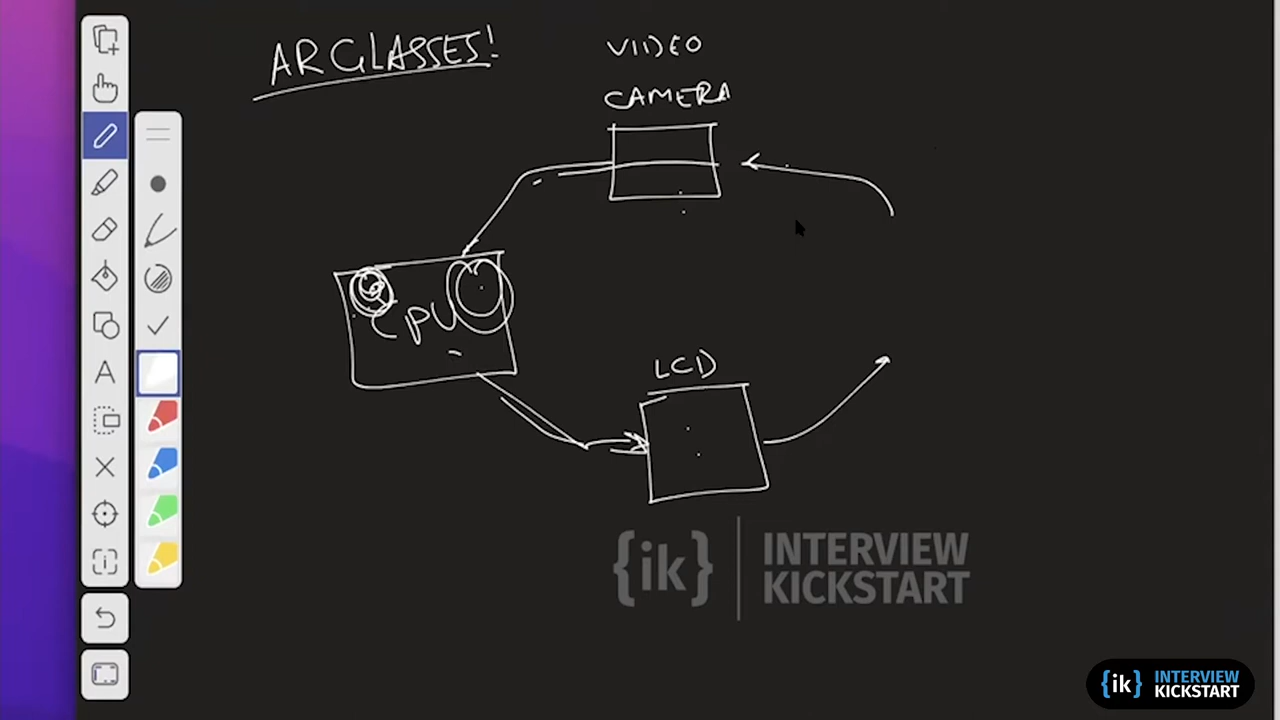 AR GLASSES!
VIDEO
CAMERA
CPU
LCD
A
{ik} INTERVIEW
KICKSTART
{ik} INTERVIEW
KICKSTART